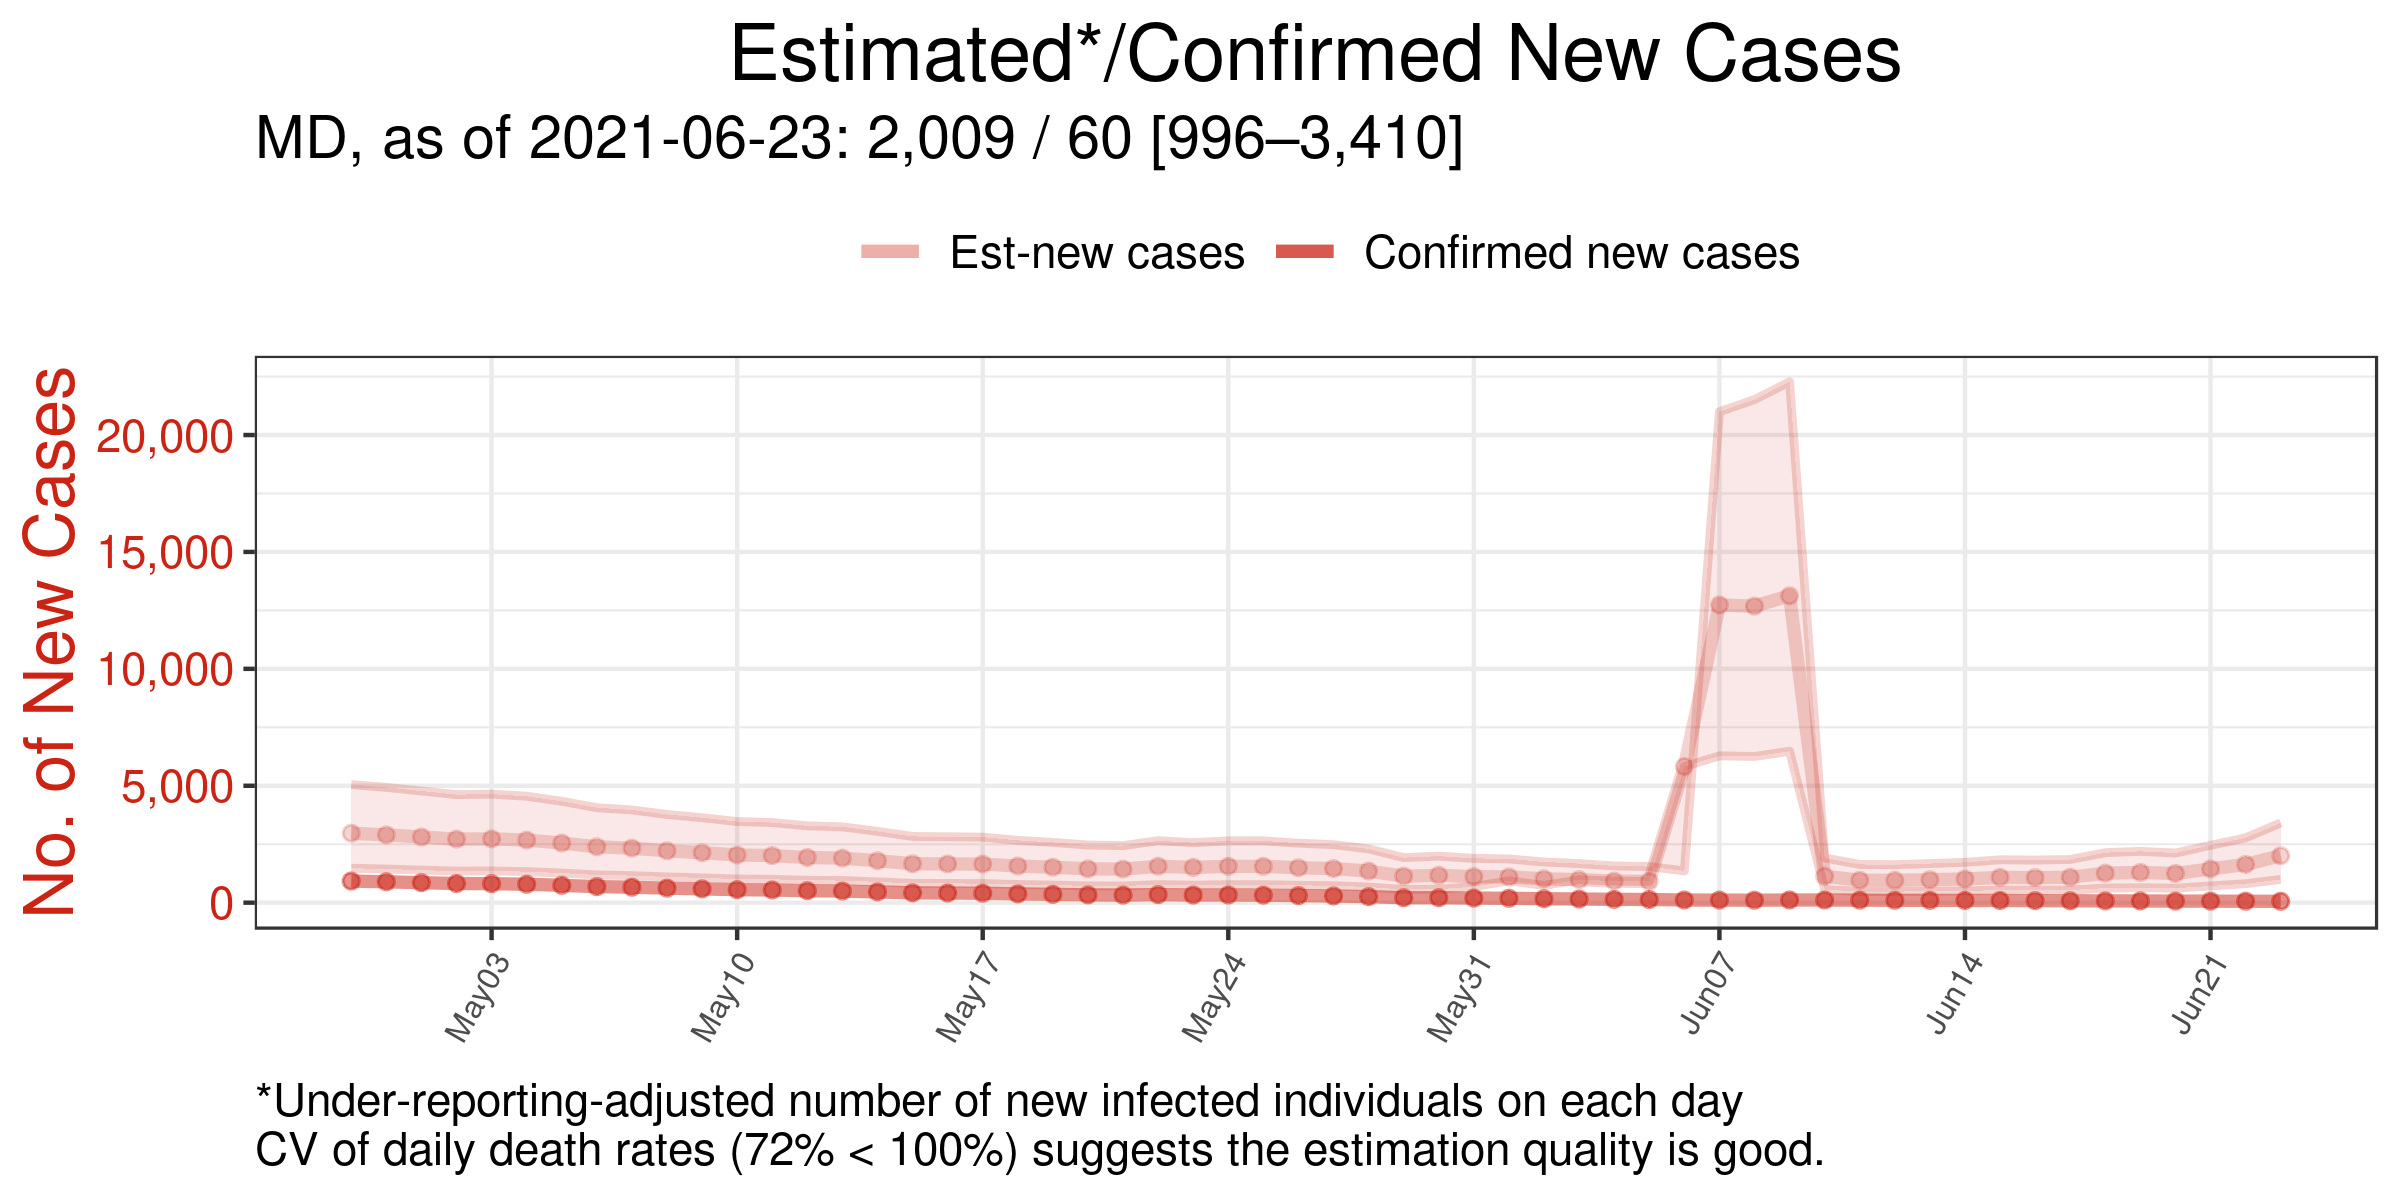 Estimated*/Confirmed New Cases
MD, as of 2021-06-23: 2,009 / 60 [996–3,410]
Est-new cases
Confirmed new cases
No. of New Cases
20,000
15,000
10,000
5,000
0
May03
May10
May17
May24
May31
Jun07
Jun14
Jun21
*Under-reporting-adjusted number of new infected individuals on each day
CV of daily death rates (72% < 100%) suggests the estimation quality is good.